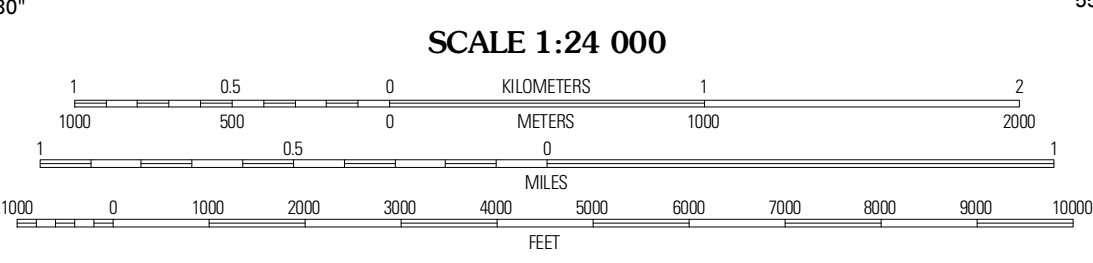 30"
SCALE 1:24 000
1 0.5 0 KILOMETERS 1 2
1000 500 0 METERS 1000 2000
1 0.5 0 1
MILES
1000 0 1000 2000 3000 4000 5000 6000 7000 8000 9000 10000
FEET